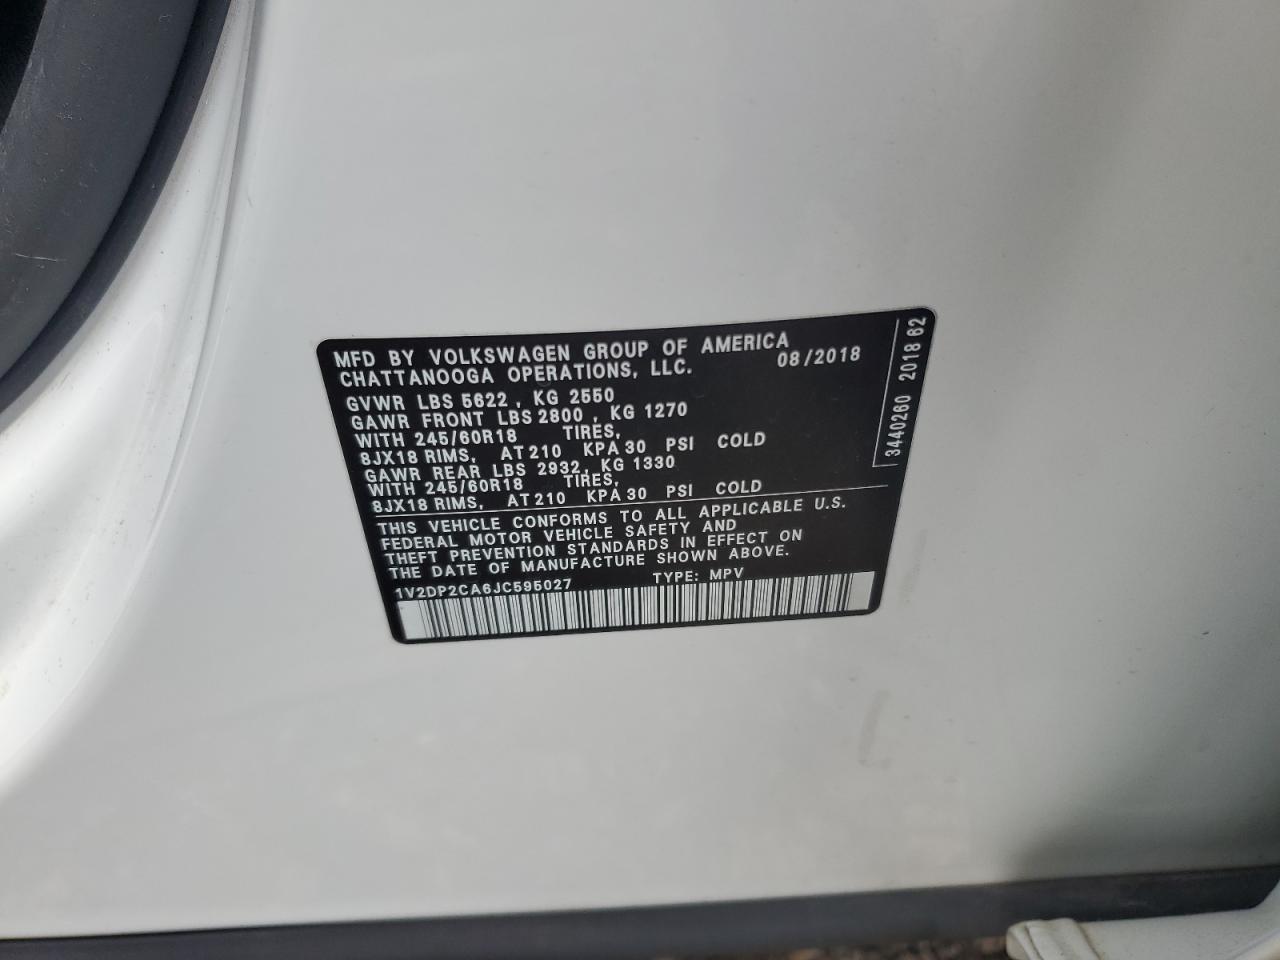 MFD BY VOLKSWAGEN GROUP OF AMERICA
CHATTANOOGA OPERATIONS, LLC. 08/2018
GVWR LBS 5622 , KG 2550
GAWR FRONT LBS 2800 , KG 1270
WITH 245/60R18 TIRES,
8JX18 RIMS, AT 210 KPA 30 PSI COLD
GAWR REAR LBS 2932, KG 1330
WITH 245/60R18 TIRES,
8JX18 RIMS, AT 210 KPA 30 PSI COLD
THIS VEHICLE CONFORMS TO ALL APPLICABLE U.S.
FEDERAL MOTOR VEHICLE SAFETY AND
THEFT PREVENTION STANDARDS IN EFFECT ON
THE DATE OF MANUFACTURE SHOWN ABOVE.
1V2DP2CA6JC595027 TYPE: MPV
3440260 2018 62